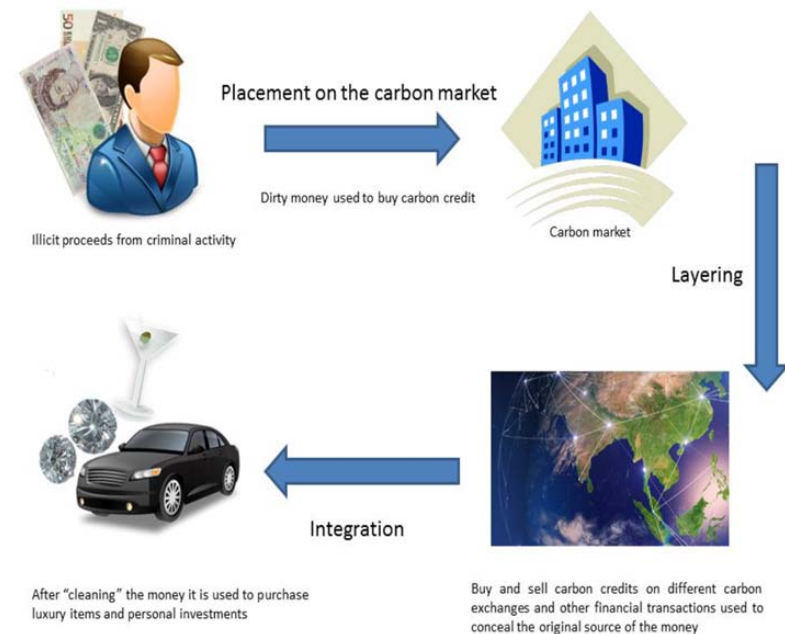 Placement on the carbon market
Dirty money used to buy carbon credit
Illicit proceeds from criminal activity
Carbon market
Layering
Integration
After “cleaning” the money it is used to purchase
luxury items and personal investments
Buy and sell carbon credits on different carbon
exchanges and other financial transactions used to
conceal the original source of the money